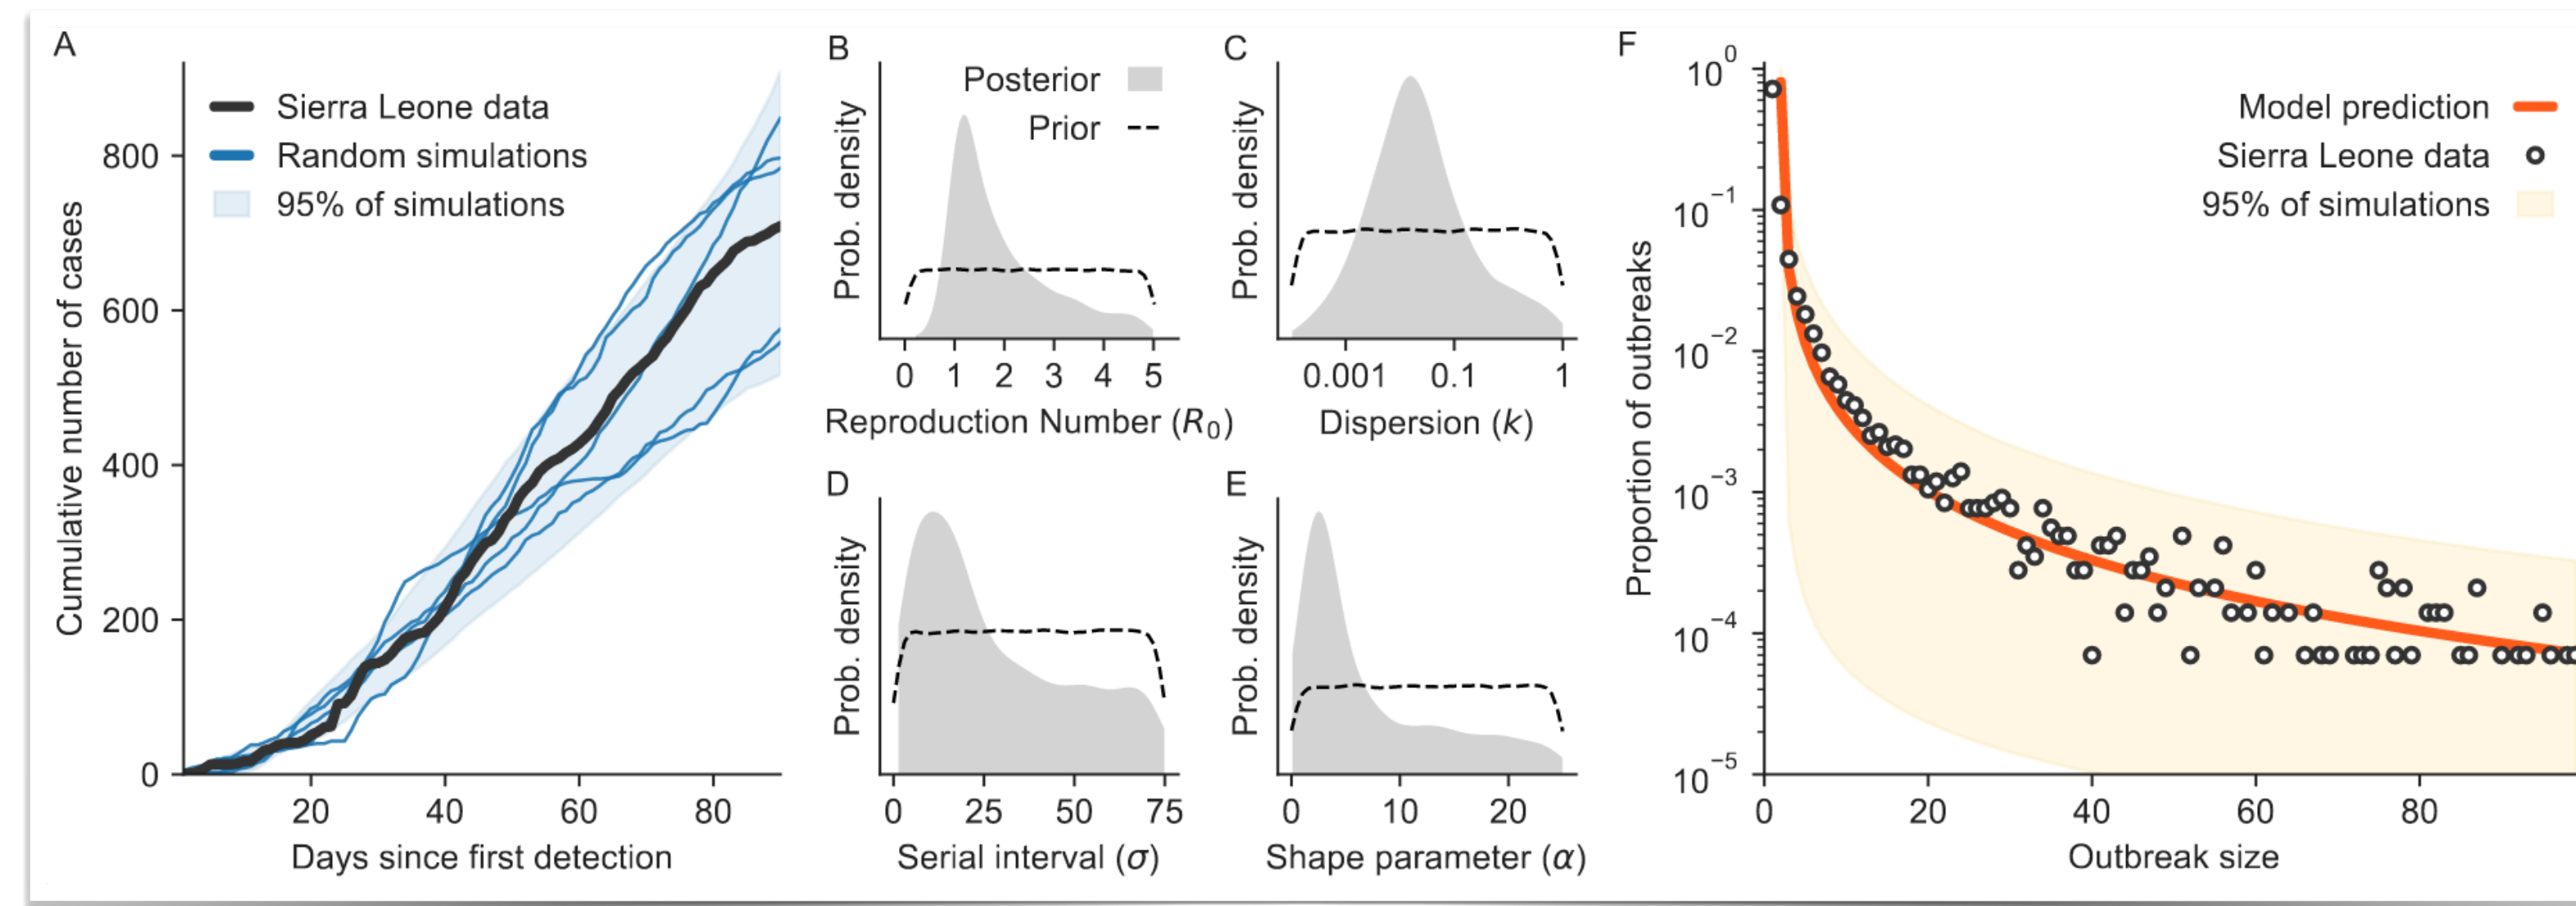 A
Sierra Leone data
Random simulations
95% of simulations
800
600
400
200
0
Cumulative number of cases
20 40 60 80
Days since first detection
B
Posterior
Prior
Prob. density
0 1 2 3 4 5
Reproduction Number (R₀)
C
Prob. density
0.001 0.1 1
Dispersion (k)
D
Prob. density
0 25 50 75
Serial interval (σ)
E
Prob. density
0 10 20
Shape parameter (α)
F
Model prediction
Sierra Leone data
95% of simulations
10⁰
10⁻¹
10⁻²
10⁻³
10⁻⁴
10⁻⁵
Proportion of outbreaks
0 20 40 60 80
Outbreak size